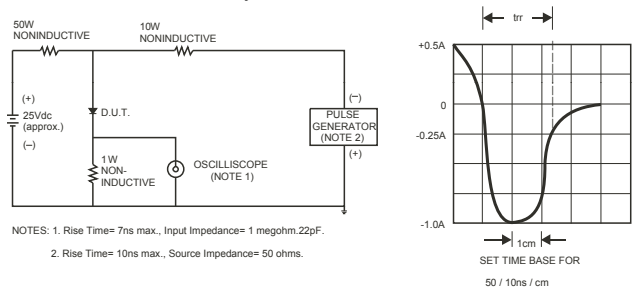 50W
NONINDUCTIVE
10W
NONINDUCTIVE
(+)
25Vdc
(approx.)
(−)
D.U.T.
1W
NON-
INDUCTIVE
OSCILLISCOPE
(NOTE 1)
(−)
PULSE
GENERATOR
(NOTE 2)
(+)
NOTES: 1. Rise Time= 7ns max., Input Impedance= 1 megohm.22pF.
2. Rise Time= 10ns max., Source Impedance= 50 ohms.
trr
+0.5A
0
-0.25A
-1.0A
1cm
SET TIME BASE FOR
50 / 10ns / cm